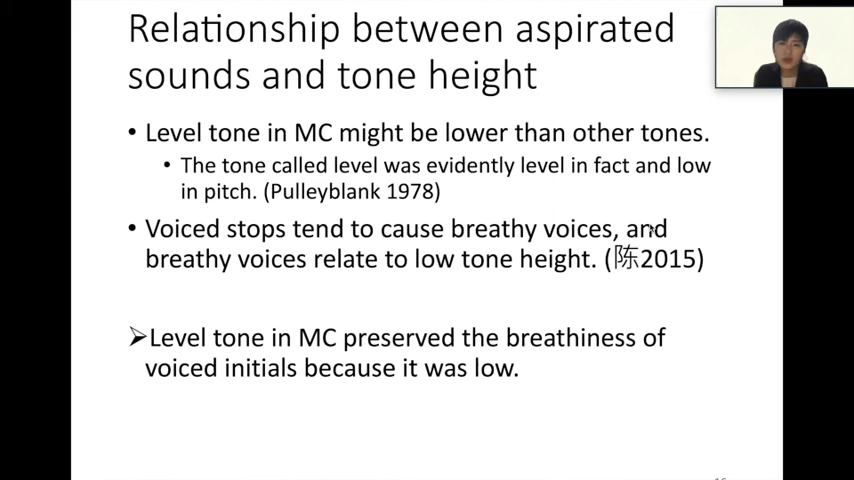 Relationship between aspirated
sounds and tone height
• Level tone in MC might be lower than other tones.
• The tone called level was evidently level in fact and low
in pitch. (Pulleyblank 1978)
• Voiced stops tend to cause breathy voices, and
breathy voices relate to low tone height. (陈2015)
➢Level tone in MC preserved the breathiness of
voiced initials because it was low.